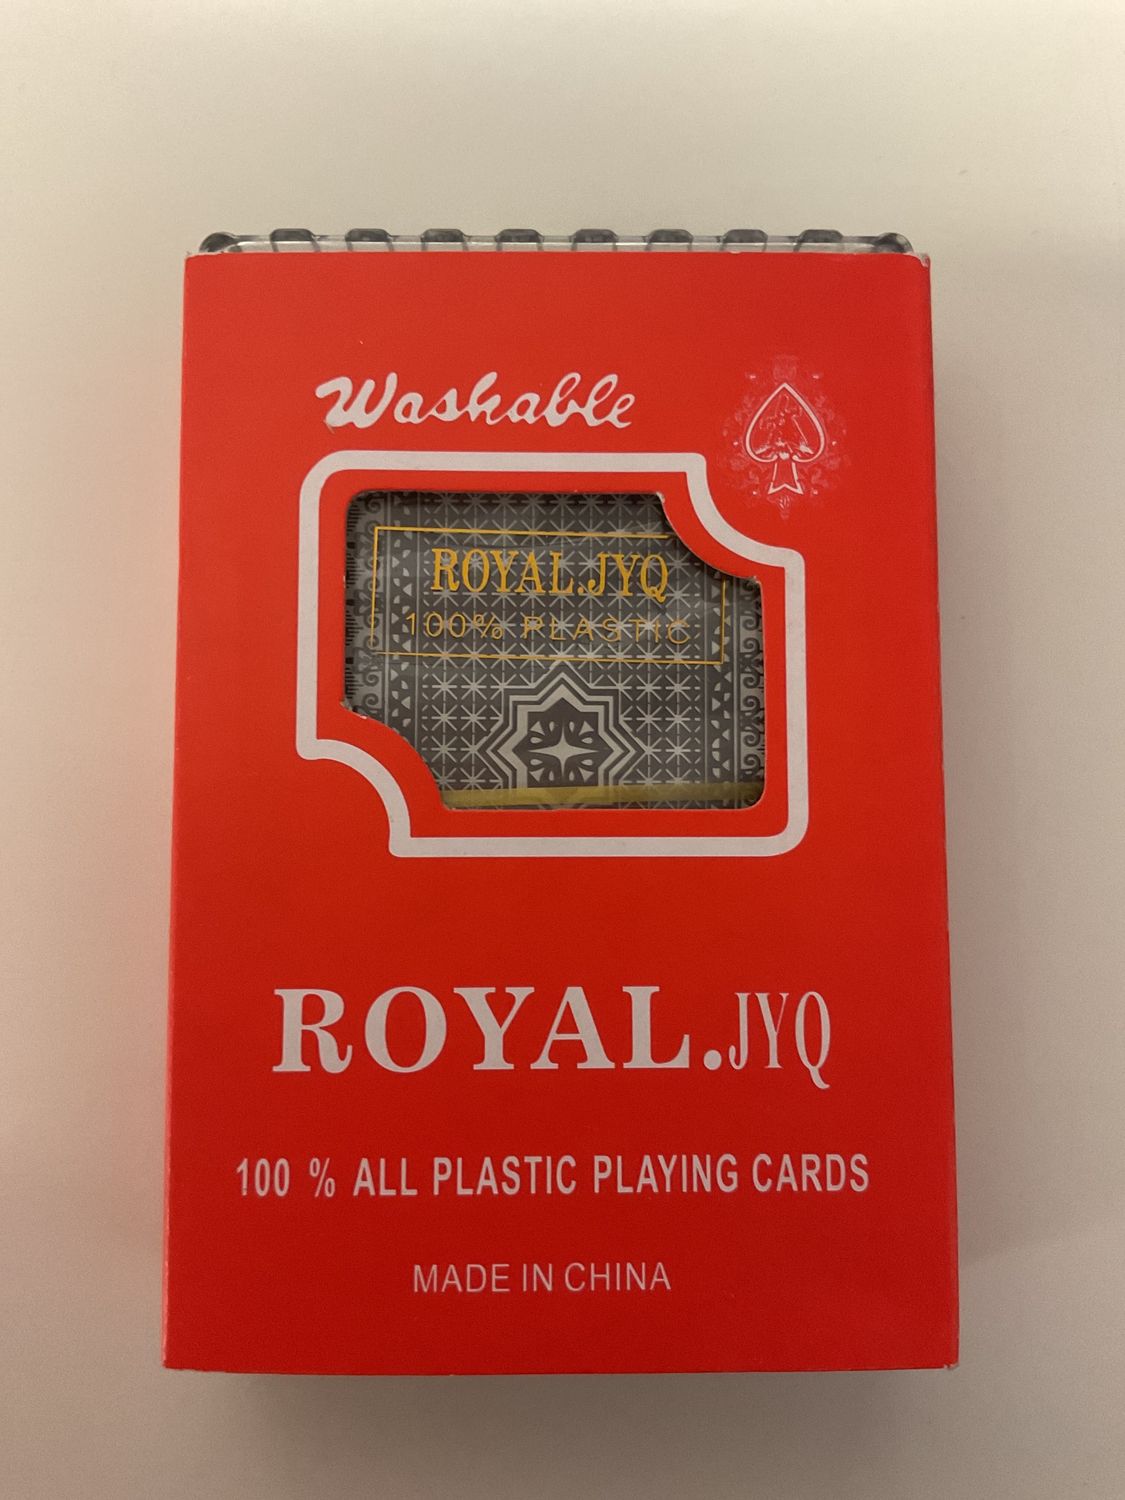 Washable
ROYAL.JYQ
100% PLASTIC
ROYAL.JYQ
100 % ALL PLASTIC PLAYING CARDS
MADE IN CHINA